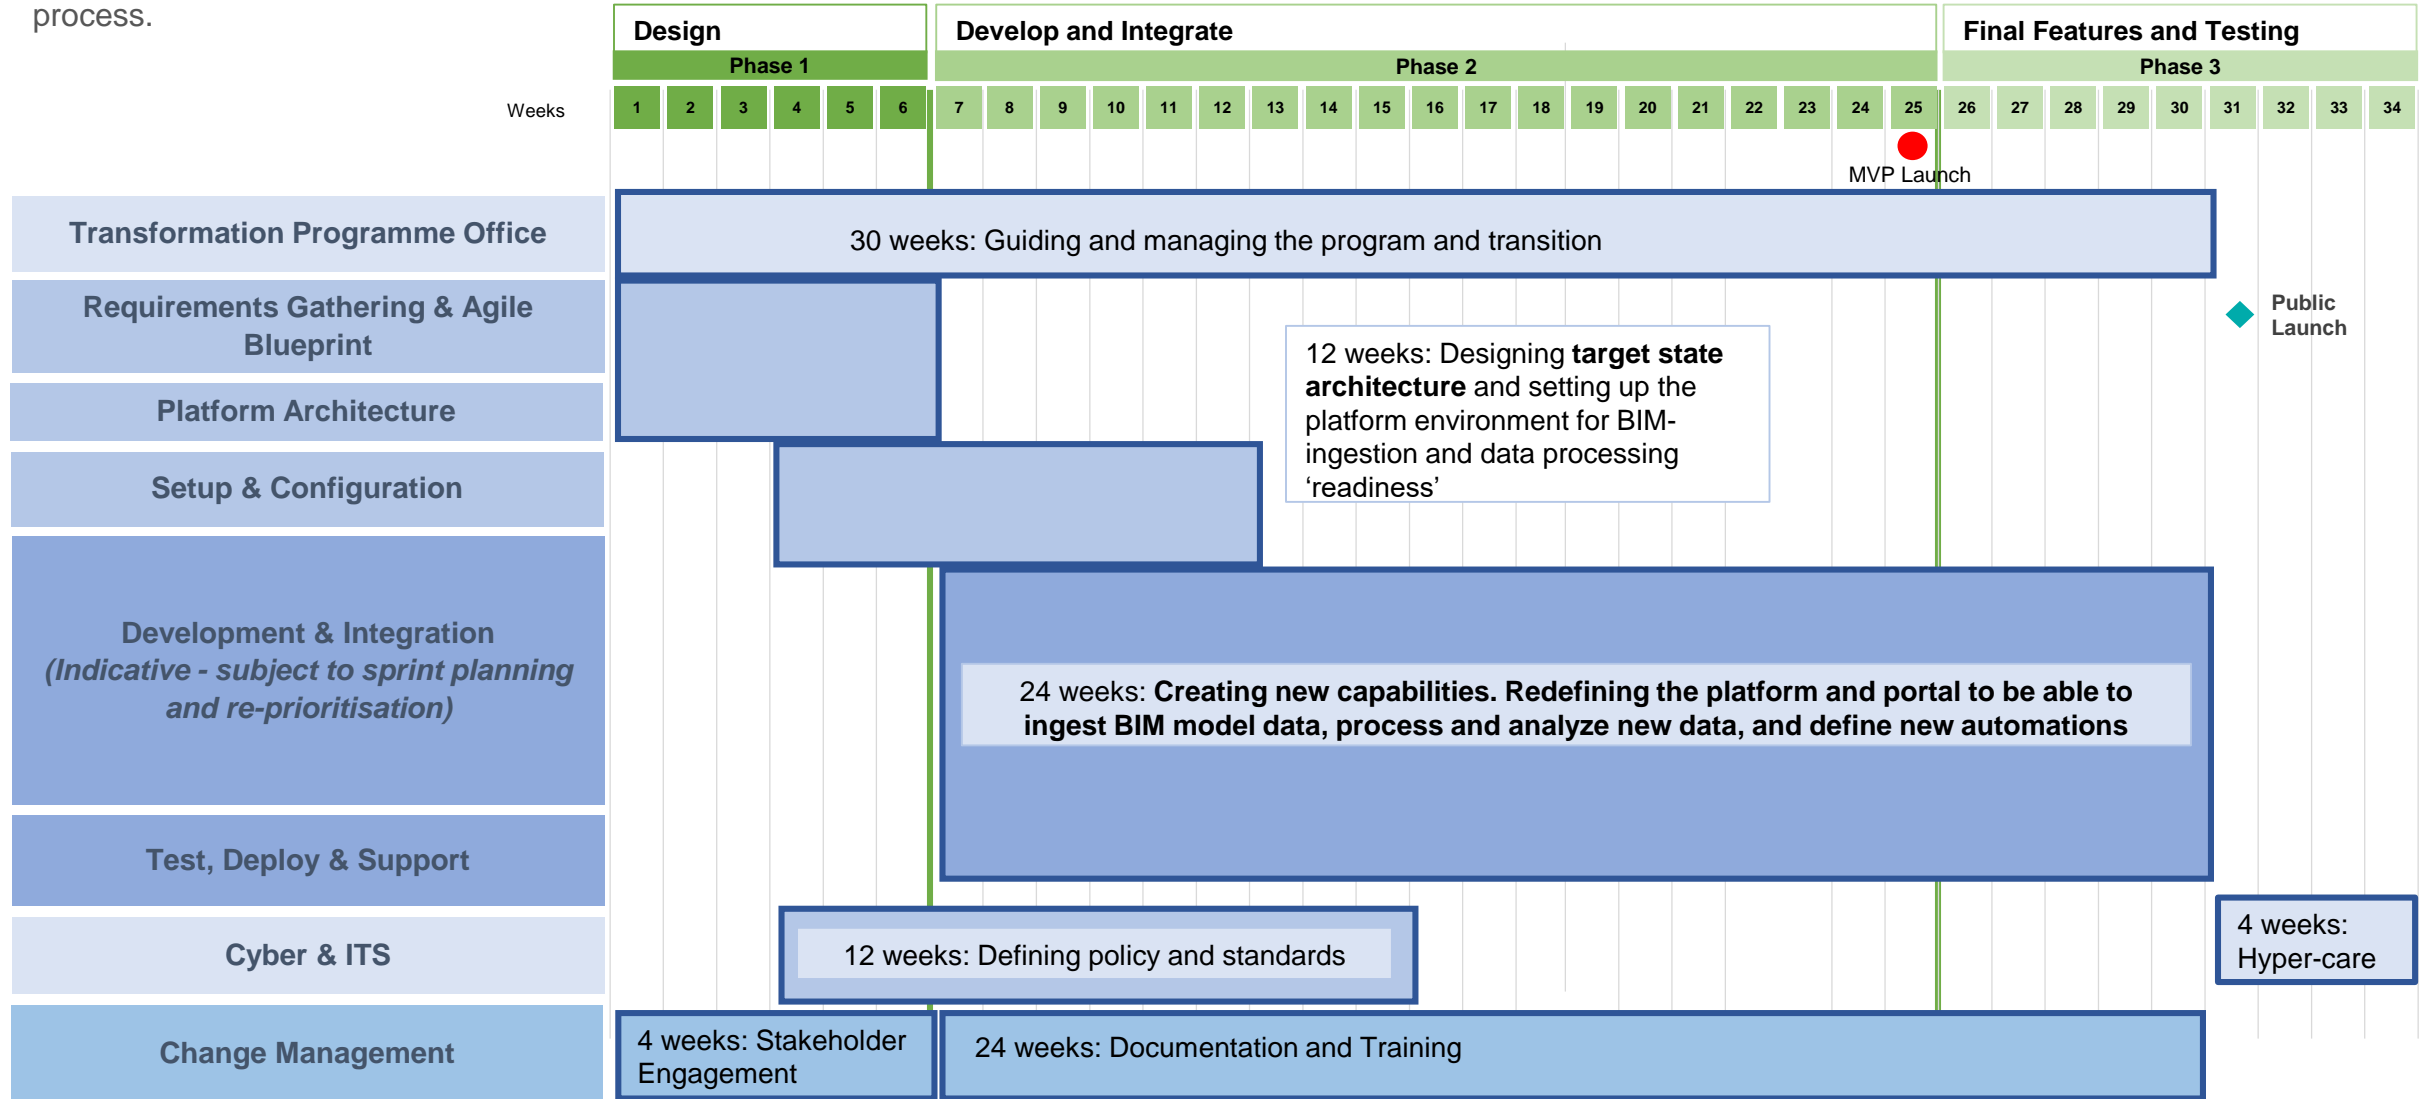 process.
Design
Develop and Integrate
Final Features and Testing
Phase 1
Phase 2
Phase 3
Weeks
1 2 3 4 5 6 7 8 9 10 11 12 13 14 15 16 17 18 19 20 21 22 23 24 25 26 27 28 29 30 31 32 33 34
MVP Launch
Transformation Programme Office
30 weeks: Guiding and managing the program and transition
Requirements Gathering & Agile
Blueprint
Public
Launch
12 weeks: Designing target state
architecture and setting up the
platform environment for BIM-
ingestion and data processing
‘readiness’
Platform Architecture
Setup & Configuration
Development & Integration
(Indicative - subject to sprint planning
and re-prioritisation)
24 weeks: Creating new capabilities. Redefining the platform and portal to be able to
ingest BIM model data, process and analyze new data, and define new automations
Test, Deploy & Support
Cyber & ITS
12 weeks: Defining policy and standards
4 weeks:
Hyper-care
Change Management
4 weeks: Stakeholder
Engagement
24 weeks: Documentation and Training